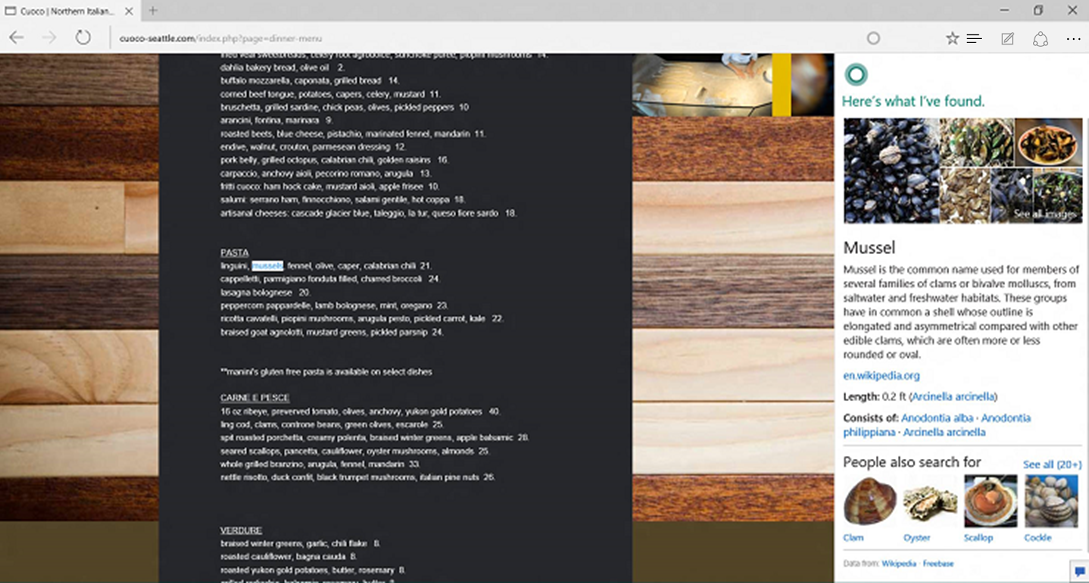 Cuoco | Northern Italian...
cuoco-seattle.com/index.php?page=dinner-menu
fried veal sweetbreads, celery root agrodolce, sunchoke puree, piopini mushrooms 14.
dahlia bakery bread, olive oil 2.
buffalo mozzarella, caponata, grilled bread 14.
corned beef tongue, potatoes, capers, celery, mustard 11.
bruschetta, grilled sardine, chick peas, olives, pickled peppers 10
arancini, fontina, marinara 9.
roasted beets, blue cheese, pistachio, marinated fennel, mandarin 11.
endive, walnut, crouton, parmesean dressing 12.
pork belly, grilled octopus, calabrian chili, golden raisins 16.
carpaccio, anchovy aioli, pecorino romano, arugula 13.
fritti cuoco: ham hock cake, mustard aioli, apple frisee 10.
salumi: serrano ham, finnocchiono, salami gentile, hot coppa 18.
artisanal cheeses: cascade glacier blue, taleggio, la tur, queso fiore sardo 18.
PASTA
linguini, mussels, fennel, olive, caper, calabrian chili 21.
cappelletti, parmigiano fonduta filled, charred broccoli 24.
lasagna bolognese 20.
peppercorn pappardelle, lamb bolognese, mint, oregano 23.
ricotta cavatelli, piopini mushrooms, arugula pesto, pickled carrot, kale 22.
braised goat agnolotti, mustard greens, pickled parsnip 24.
**manini's gluten free pasta is available on select dishes
CARNE E PESCE
16 oz ribeye, preverved tomato, olives, anchovy, yukon gold potatoes 40.
ling cod, clams, controne beans, green olives, escarole 25.
spit roasted porchetta, creamy polenta, braised winter greens, apple balsamic 28.
seared scallops, pancetta, cauliflower, oyster mushrooms, almonds 25.
whole grilled branzino, arugula, fennel, mandarin 33.
nettle risotto, duck confit, black trumpet mushrooms, italian pine nuts 26.
VERDURE
braised winter greens, garlic, chili flake 8.
roasted cauliflower, bagna cauda 8.
roasted yukon gold potatoes, butter, rosemary 8.
Here's what I've found.
See all images
Mussel
Mussel is the common name used for members of
several families of clams or bivalve molluscs, from
saltwater and freshwater habitats. These groups
have in common a shell whose outline is
elongated and asymmetrical compared with other
edible clams, which are often more or less
rounded or oval.
en.wikipedia.org
Length: 0.2 ft (Arcinella arcinella)
Consists of: Anodontia alba · Anodontia
philippiana · Arcinella arcinella
People also search for
See all (20+)
Clam
Oyster
Scallop
Cockle
Data from: Wikipedia · Freebase